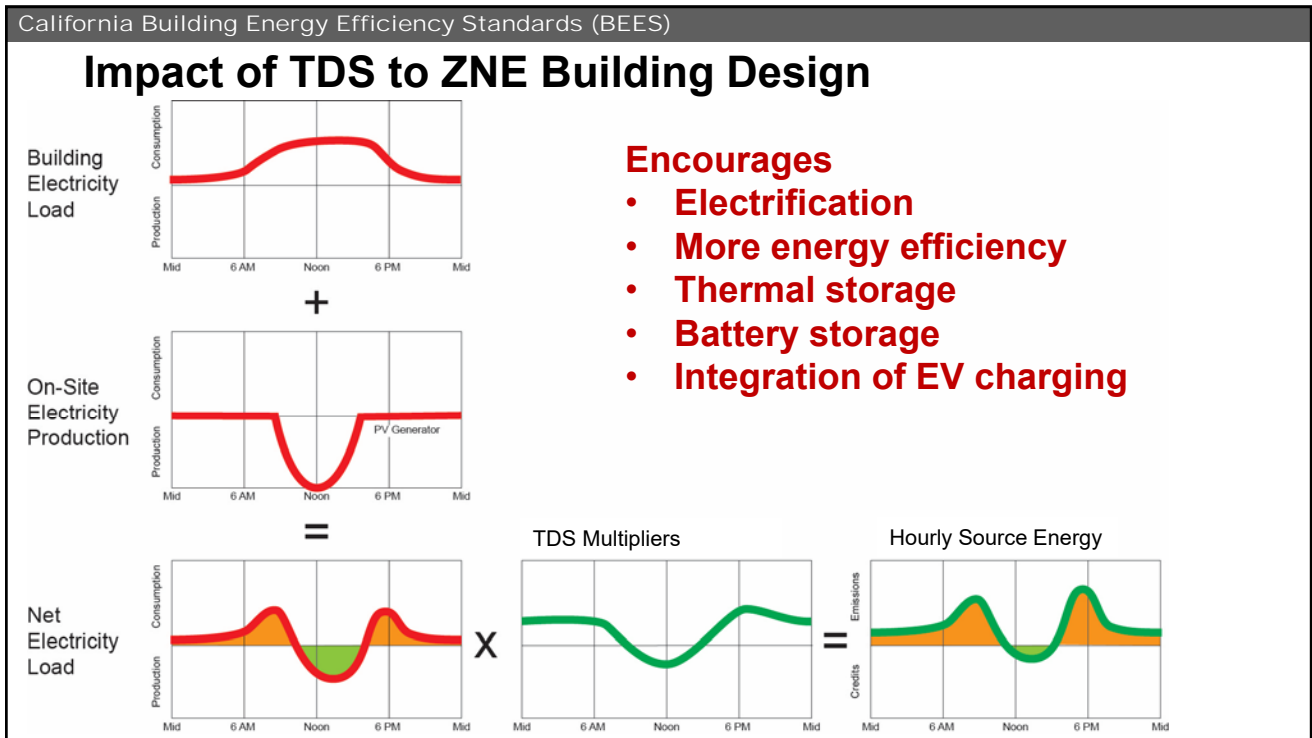 California Building Energy Efficiency Standards (BEES)
Impact of TDS to ZNE Building Design
Building
Electricity
Load
Consumption
Production
Mid 6 AM Noon 6 PM Mid
+
On-Site
Electricity
Production
Consumption
Production
PV Generator
Mid 6 AM Noon 6 PM Mid
=
Encourages
• Electrification
• More energy efficiency
• Thermal storage
• Battery storage
• Integration of EV charging
Net
Electricity
Load
Consumption
Production
Mid 6 AM Noon 6 PM Mid
X
TDS Multipliers
Mid 6 AM Noon 6 PM Mid
=
Hourly Source Energy
Emissions
Credits
Mid 6 AM Noon 6 PM Mid